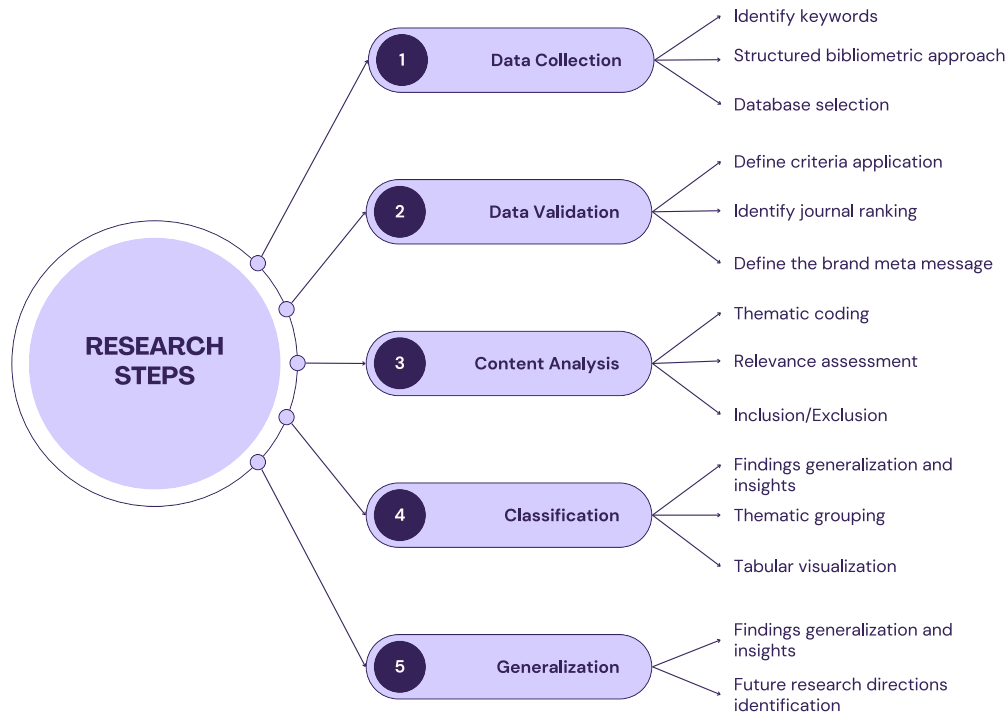 RESEARCH
STEPS
1
Data Collection
Identify keywords
Structured bibliometric approach
Database selection
2
Data Validation
Define criteria application
Identify journal ranking
Define the brand meta message
3
Content Analysis
Thematic coding
Relevance assessment
Inclusion/Exclusion
4
Classification
Findings generalization and
insights
Thematic grouping
Tabular visualization
5
Generalization
Findings generalization and
insights
Future research directions
identification